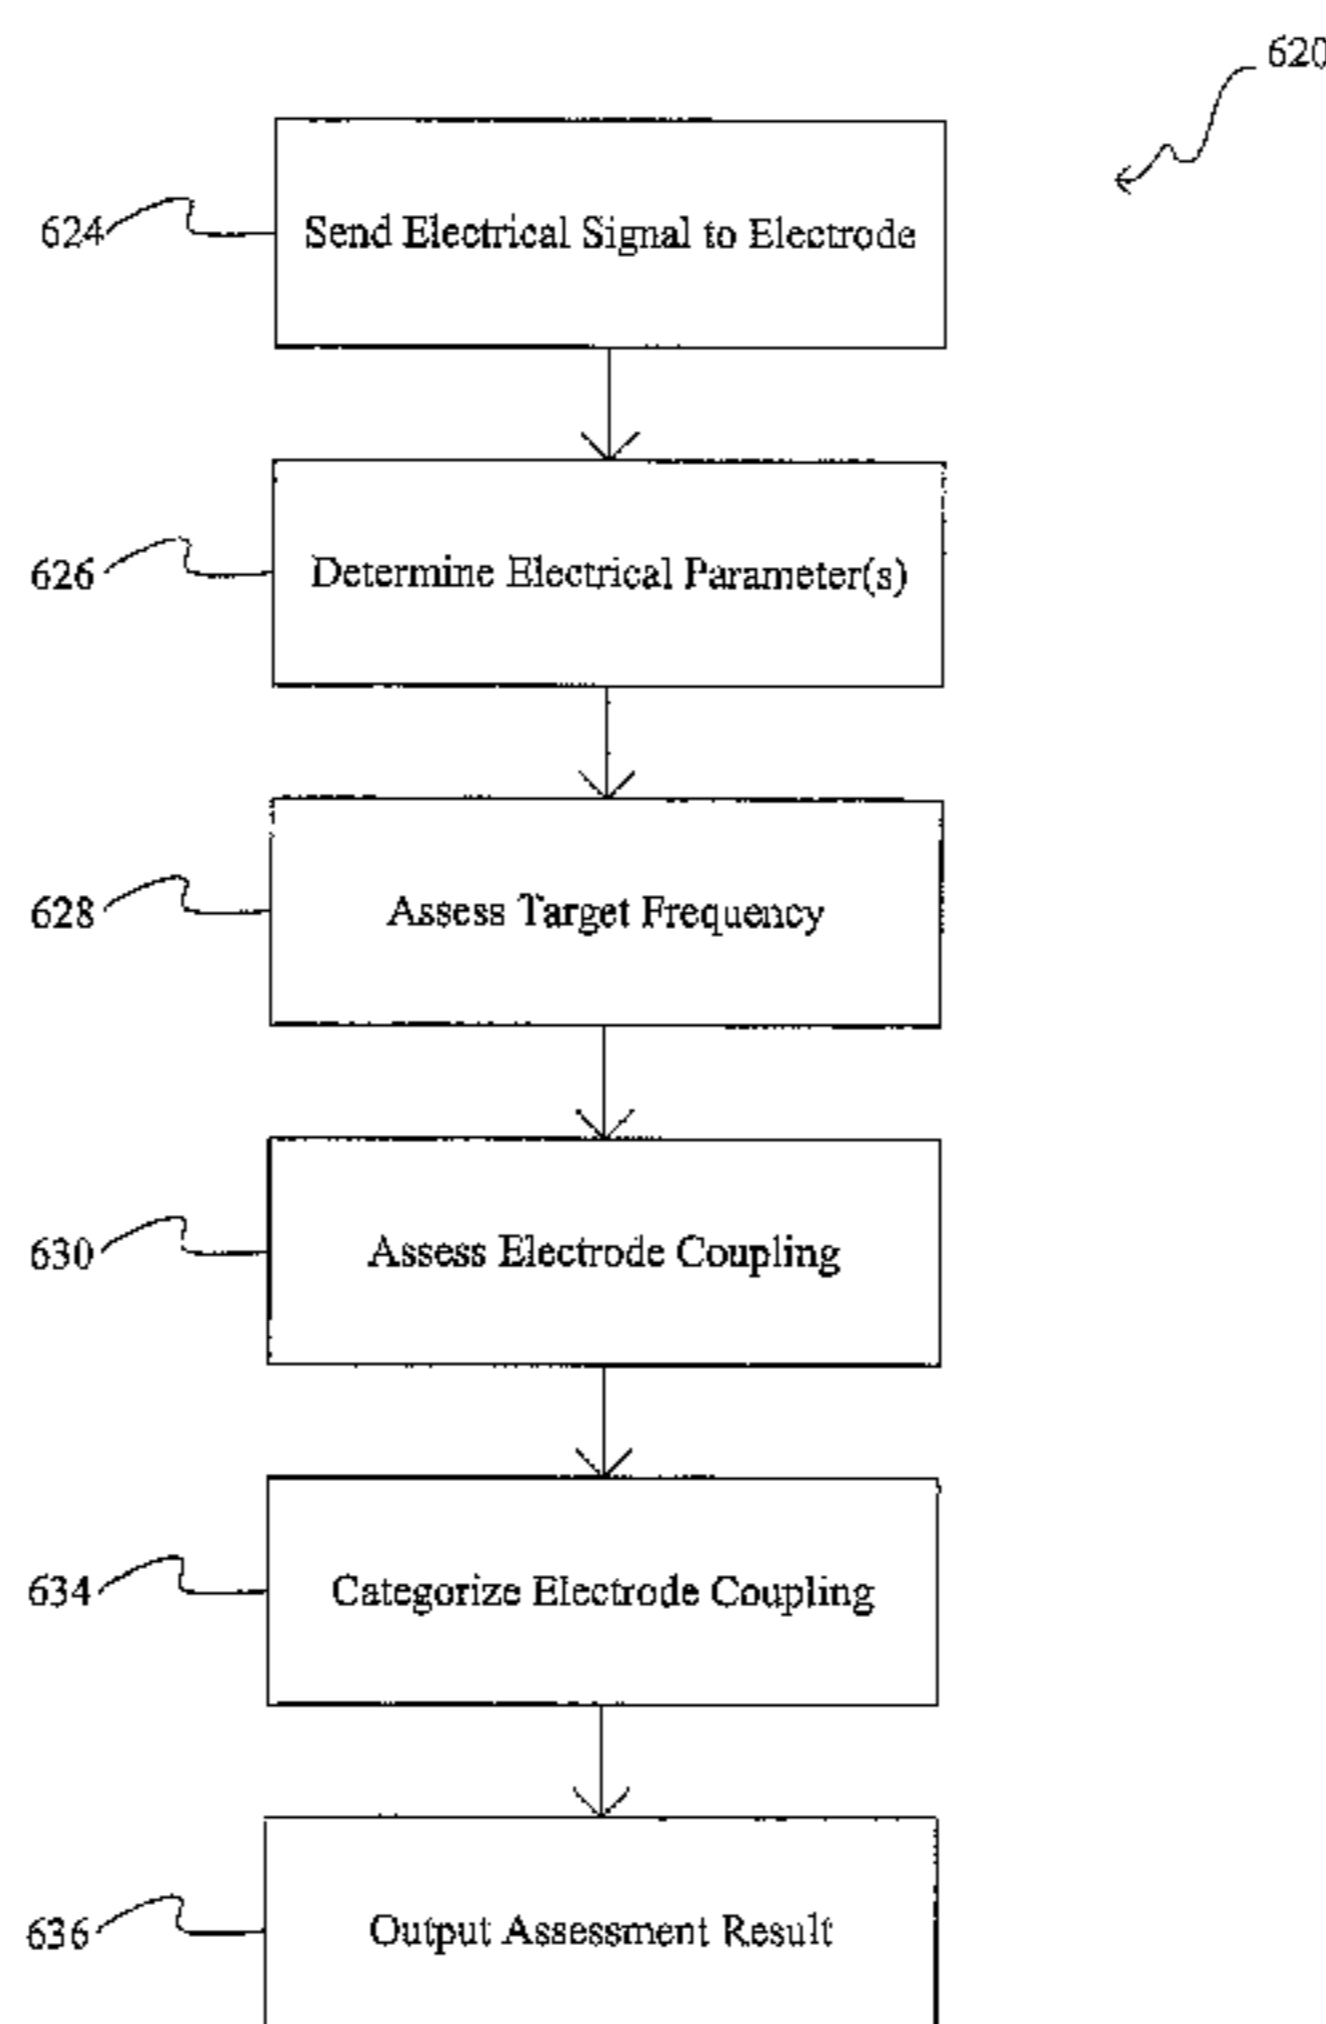 620
624 Send Electrical Signal to Electrode
626 Determine Electrical Parameter(s)
628 Assess Target Frequency
630 Assess Electrode Coupling
634 Categorize Electrode Coupling
636 Output Assessment Result